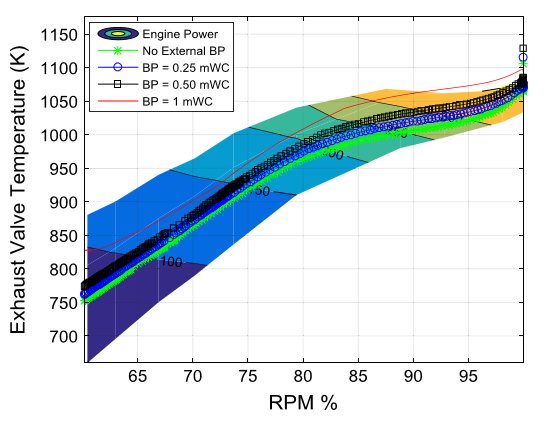 Engine Power
No External BP
BP = 0.25 mWC
BP = 0.50 mWC
BP = 1 mWC
1150
1100
1050
1000
950
900
850
800
750
700
100
65
70
75
80
85
90
95
RPM %
Exhaust Valve Temperature (K)